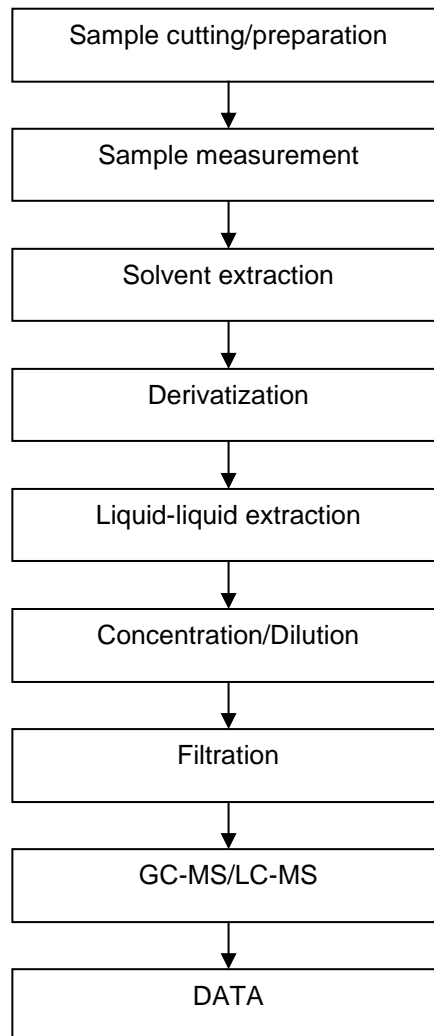 Sample cutting/preparation
Sample measurement
Solvent extraction
Derivatization
Liquid-liquid extraction
Concentration/Dilution
Filtration
GC-MS/LC-MS
DATA